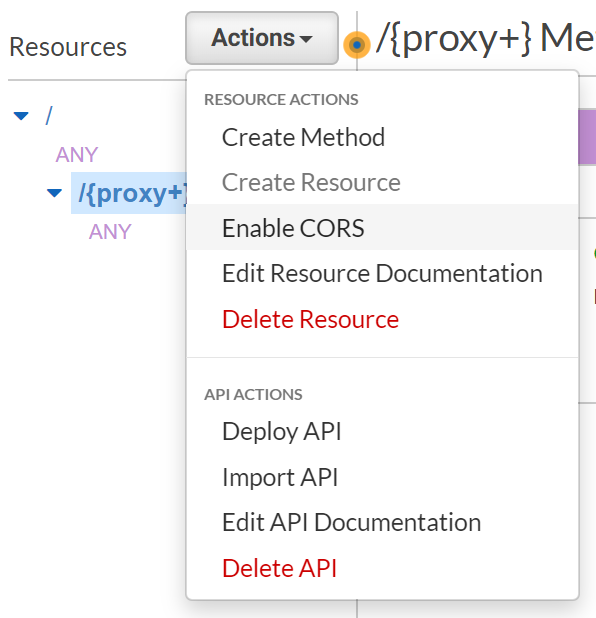 Resources
Actions
/{proxy+} Me
/
ANY
/{proxy+}
ANY
RESOURCE ACTIONS
Create Method
Create Resource
Enable CORS
Edit Resource Documentation
Delete Resource
API ACTIONS
Deploy API
Import API
Edit API Documentation
Delete API